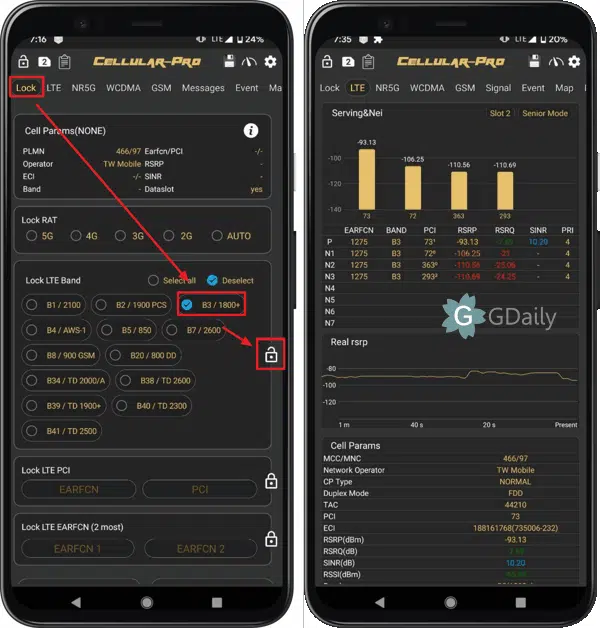 7:16
LTE 24%
2
CELLULAR-PRO
Lock LTE NR5G WCDMA GSM Messages Event Ma
Cell Params(NONE)
PLMN 466/97 Earfcn/PCI -/-
Operator TW Mobile RSRP -
ECI -/- SINR -
Band - Dataslot yes
Lock RAT
5G 4G 3G 2G AUTO
Lock LTE Band Select all Deselect
B1 / 2100 B2 / 1900 PCS B3 / 1800+
B4 / AWS-1 B5 / 850 B7 / 2600
B8 / 900 GSM B20 / 800 DD
B34 / TD 2000/A B38 / TD 2600
B39 / TD 1900+ B40 / TD 2300
B41 / TD 2500
Lock LTE PCI
EARFCN PCI
Lock LTE EARFCN (2 most)
EARFCN 1 EARFCN 2
7:35
LTE 20%
2
CELLULAR-PRO
Lock LTE NR5G WCDMA GSM Signal Event Map
Serving&Nei Slot 2 Senior Mode
-93.13
-106.25
-110.56
-110.69
-100
-120
-140
73 72 363 293
EARFCN BAND PCI RSRP RSRQ SINR PRI
P 1275 B3 73¹ -93.13 10.20 4
N1 1275 B3 72⁰ -106.25 -21 - 4
N2 1275 B3 363⁰ -110.56 -25.06 - 4
N3 1275 B3 293² -110.69 -24.25 - 4
N4
N5
N6
N7
G GDaily
Real rsrp
-80
-100
-120
1 m 40 s 20 s Present
Cell Params
MCC/MNC 466/97
Network Operator TW Mobile
CP Type NORMAL
Duplex Mode FDD
TAC 44210
PCI 73
ECI 188161768(735006-232)
RSRP(dBm) -93.13
RSRQ(dB)
SINR(dB) 10.20
RSSI(dBm)